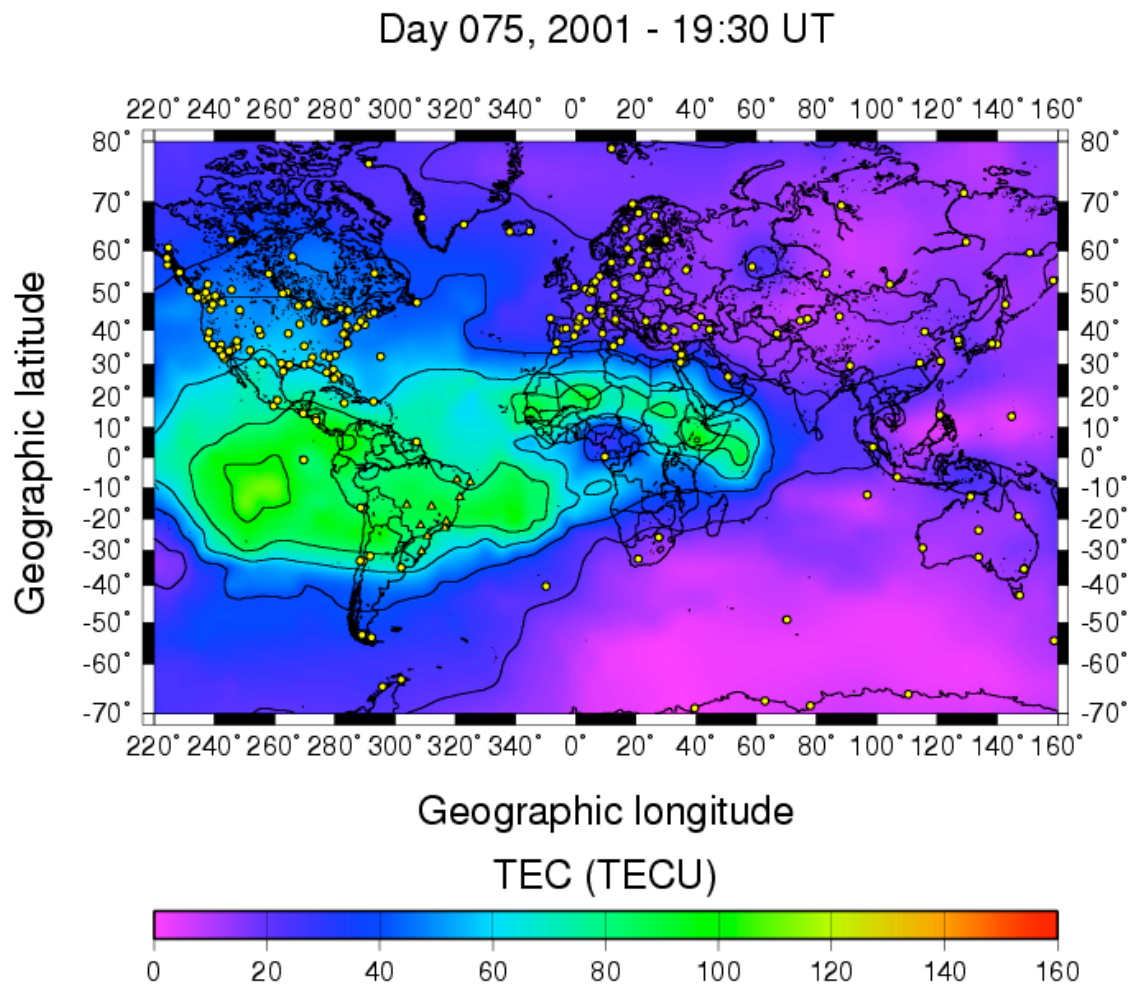 Day 075, 2001 - 19:30 UT
220° 240° 260° 280° 300° 320° 340° 0° 20° 40° 60° 80° 100° 120° 140° 160°
80° 80°
70° 70°
60° 60°
50° 50°
40° 40°
30° 30°
20° 20°
10° 10°
0° 0°
-10° -10°
-20° -20°
-30° -30°
-40° -40°
-50° -50°
-60° -60°
-70° -70°
Geographic latitude
220° 240° 260° 280° 300° 320° 340° 0° 20° 40° 60° 80° 100° 120° 140° 160°
Geographic longitude
TEC (TECU)
0 20 40 60 80 100 120 140 160